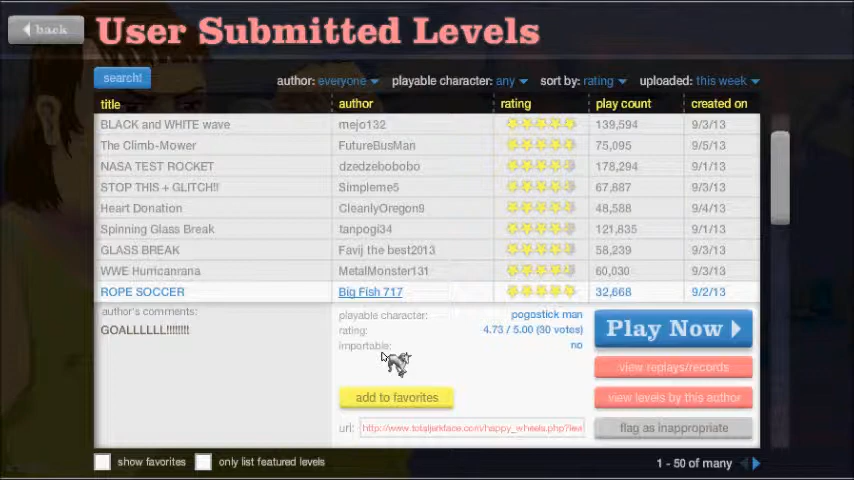 back
User Submitted Levels
search!
author: everyone playable character: any sort by: rating uploaded: this week
title author rating play count created on
BLACK and WHITE wave mejo132 139,594 9/3/13
The Climb-Mower FutureBusMan 75,095 9/5/13
NASA TEST ROCKET dzedzebobobo 178,294 9/1/13
STOP THIS + GLITCH!! Simpleme5 67,887 9/3/13
Heart Donation CleanlyOregon9 48,588 9/4/13
Spinning Glass Break tanpogi34 121,835 9/1/13
GLASS BREAK Favij the best2013 58,239 9/3/13
WWE Hurricanrana MetalMonster131 60,030 9/3/13
ROPE SOCCER Big Fish 717 32,668 9/2/13
author's comments:
GOALLLLLL!!!!!!!!!
playable character: pogostick man
rating: 4.73 / 5.00 (30 votes)
importable: no
Play Now
view replays/records
add to favorites
view levels by this author
url: http://www.totaljerkface.com/happy_wheels.php?lev
flag as inappropriate
show favorites only list featured levels 1 - 50 of many